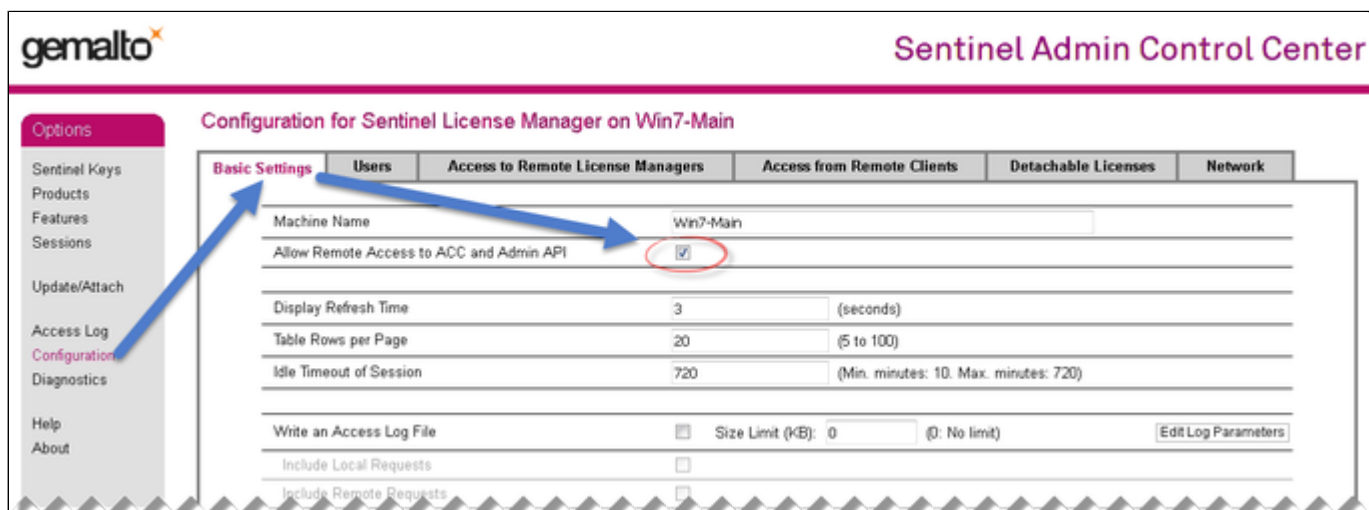 gemalto
Sentinel Admin Control Center
Options
Sentinel Keys
Products
Features
Sessions
Update/Attach
Access Log
Configuration
Diagnostics
Help
About
Configuration for Sentinel License Manager on Win7-Main
Basic Settings Users Access to Remote License Managers Access from Remote Clients Detachable Licenses Network
Machine Name Win7-Main
Allow Remote Access to ACC and Admin API
Display Refresh Time 3 (seconds)
Table Rows per Page 20 (5 to 100)
Idle Timeout of Session 720 (Min. minutes: 10. Max. minutes: 720)
Write an Access Log File Size Limit (KB): 0 (0: No limit) Edit Log Parameters
Include Local Requests
Include Remote Requests